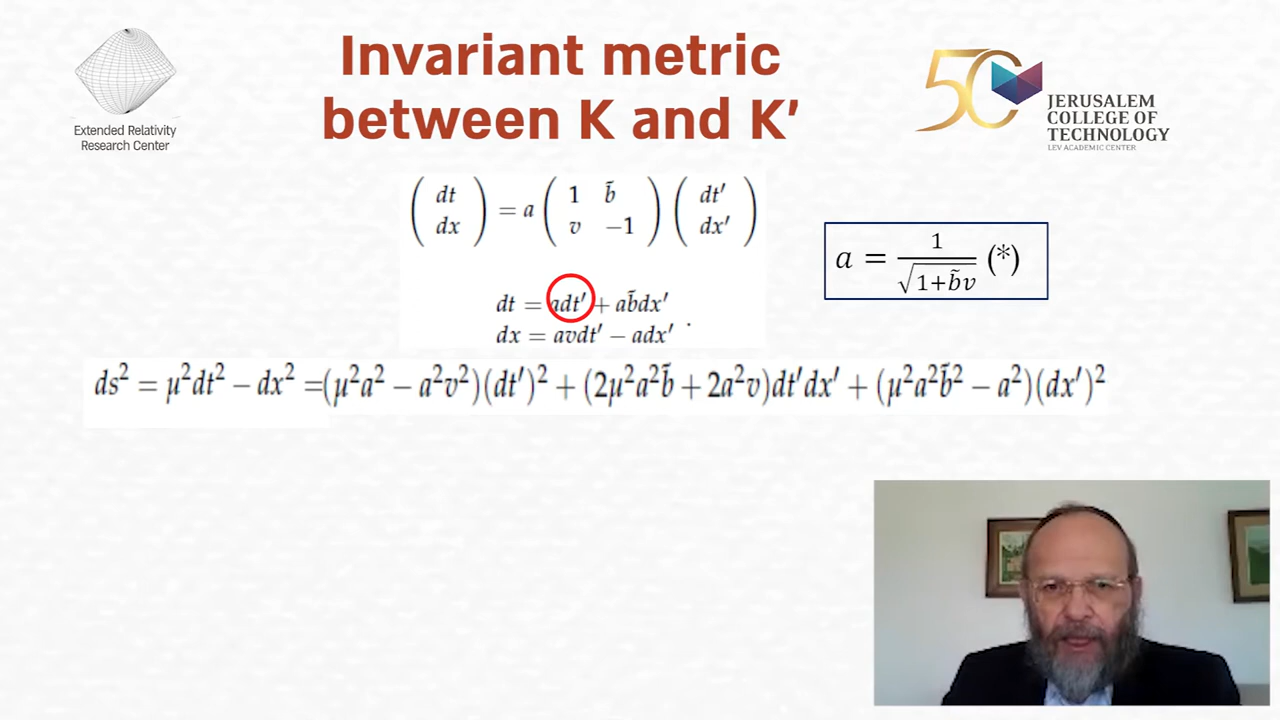 Invariant metric
between K and K′
Extended Relativity
Research Center
50
JERUSALEM
COLLEGE OF
TECHNOLOGY
LEV ACADEMIC CENTER
( dt ) = a ( 1 b̃ ) ( dt′ )
( dx ) ( v −1 ) ( dx′ )
a = 1/√(1+b̃v) (*)
dt = adt′ + ab̃dx′
dx = avdt′ − adx′ .
ds² = μ²dt² − dx² =(μ²a² − a²v²)(dt′)² + (2μ²a²b̃ + 2a²v)dt′dx′ + (μ²a²b̃² − a²)(dx′)²